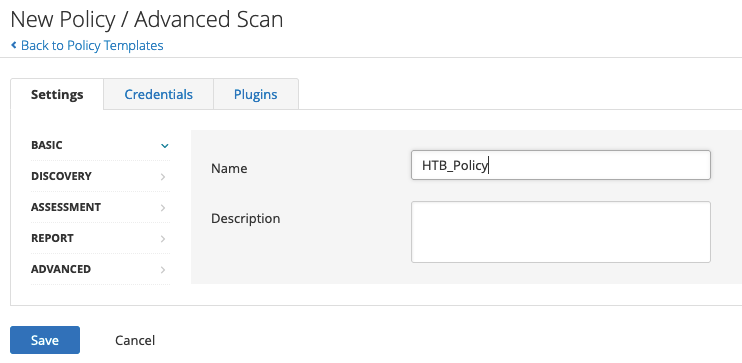 New Policy / Advanced Scan
Back to Policy Templates
Settings Credentials Plugins
BASIC
DISCOVERY
ASSESSMENT
REPORT
ADVANCED
Name HTB_Policy
Description
Save Cancel